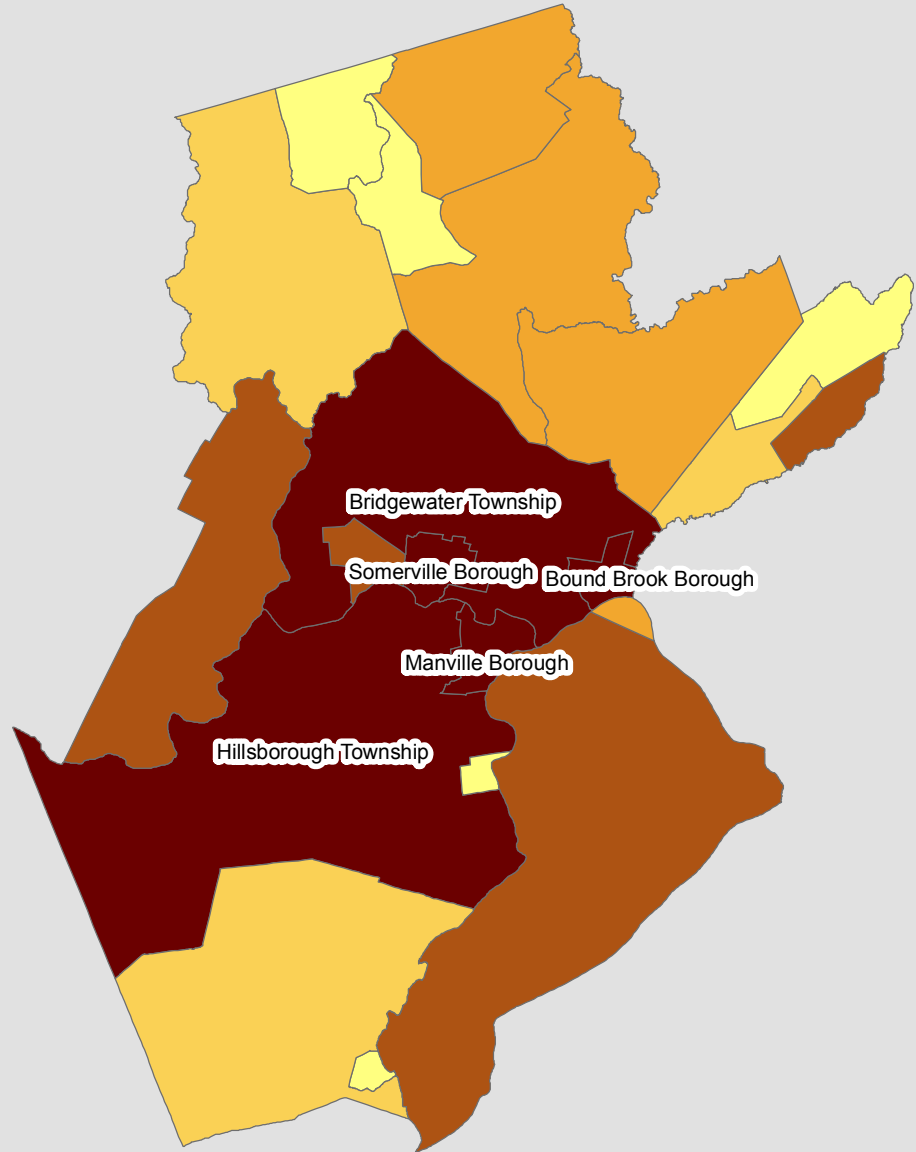 Bridgewater Township
Somerville Borough
Bound Brook Borough
Manville Borough
Hillsborough Township